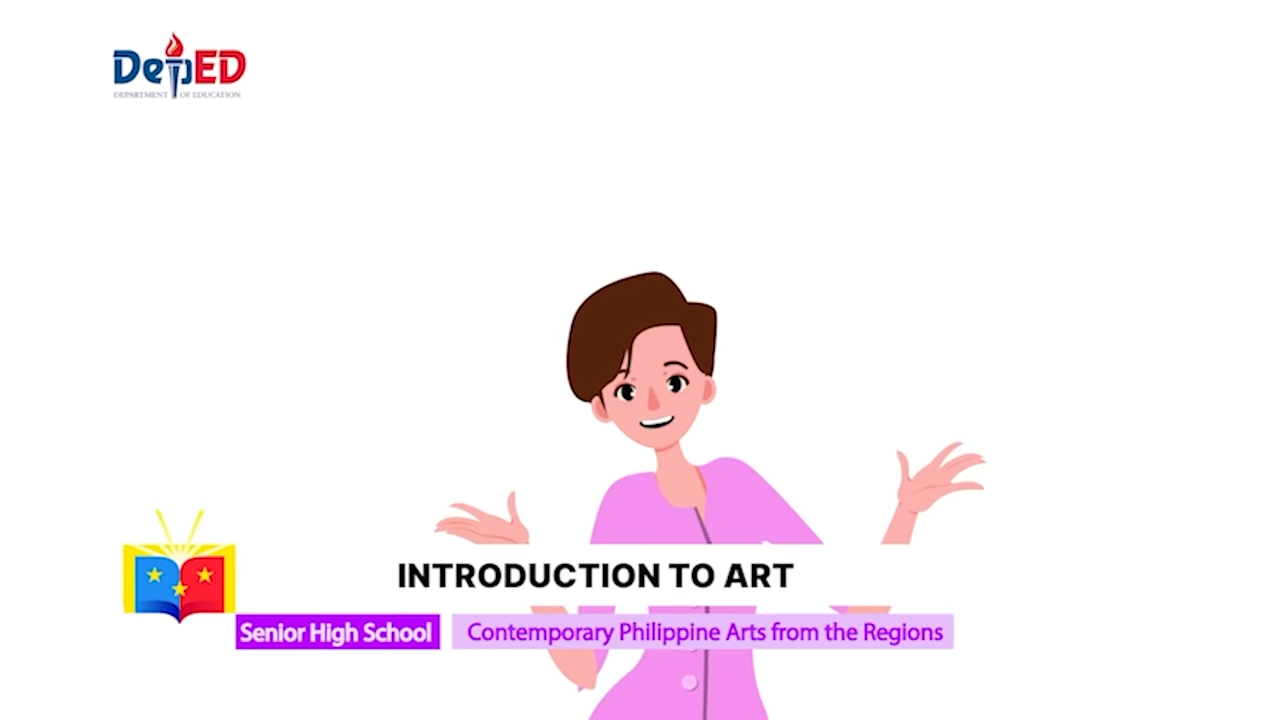 DepED
DEPARTMENT OF EDUCATION
INTRODUCTION TO ART
Senior High School
Contemporary Philippine Arts from the Regions